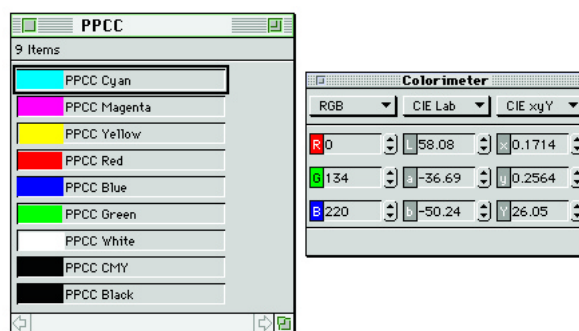 PPCC
9 Items
PPCC Cyan
PPCC Magenta
PPCC Yellow
PPCC Red
PPCC Blue
PPCC Green
PPCC White
PPCC CMY
PPCC Black
Colorimeter
RGB CIE Lab CIE xyY
R 0 L 58.08 x 0.1714
G 134 a -36.69 y 0.2564
B 220 b -50.24 Y 26.05